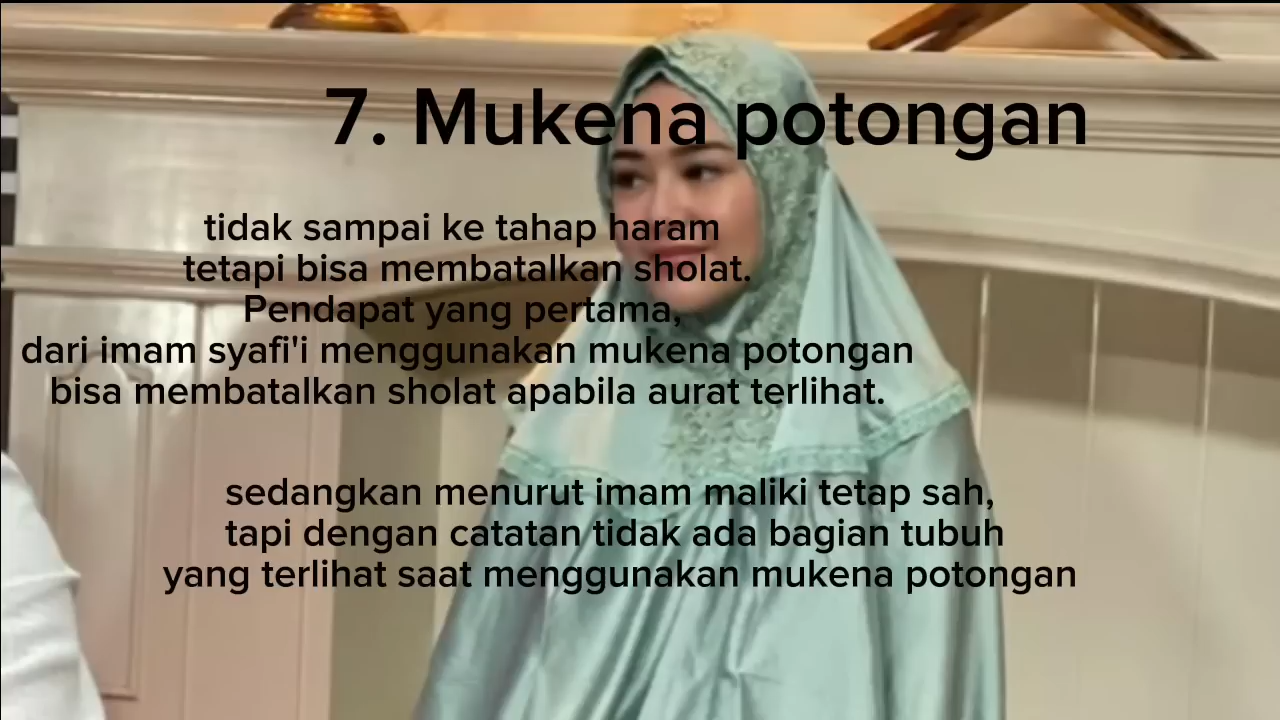 7. Mukena potongan
tidak sampai ke tahap haram
tetapi bisa membatalkan sholat.
Pendapat yang pertama,
dari imam syafi'i menggunakan mukena potongan
bisa membatalkan sholat apabila aurat terlihat.
sedangkan menurut imam maliki tetap sah,
tapi dengan catatan tidak ada bagian tubuh
yang terlihat saat menggunakan mukena potongan